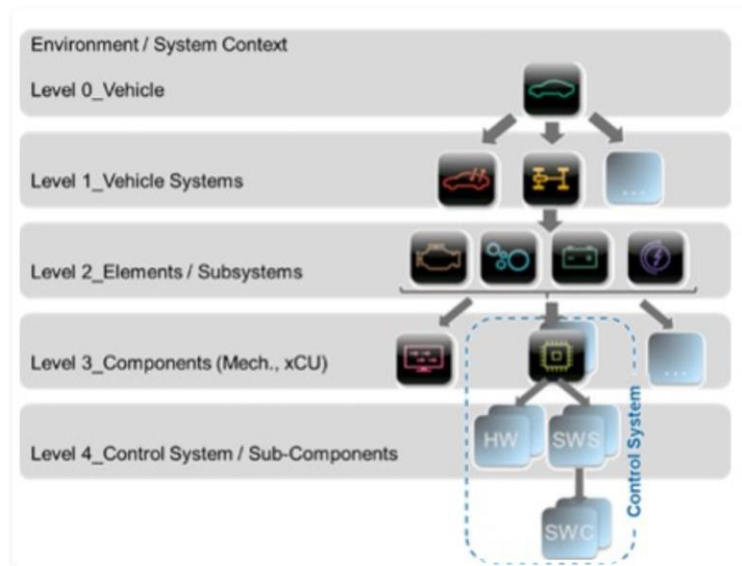 Environment / System Context
Level 0_Vehicle
Level 1_Vehicle Systems
...
Level 2_Elements / Subsystems
Level 3_Components (Mech., xCU)
...
Control System
Level 4_Control System / Sub-Components
HW
SWS
SWC